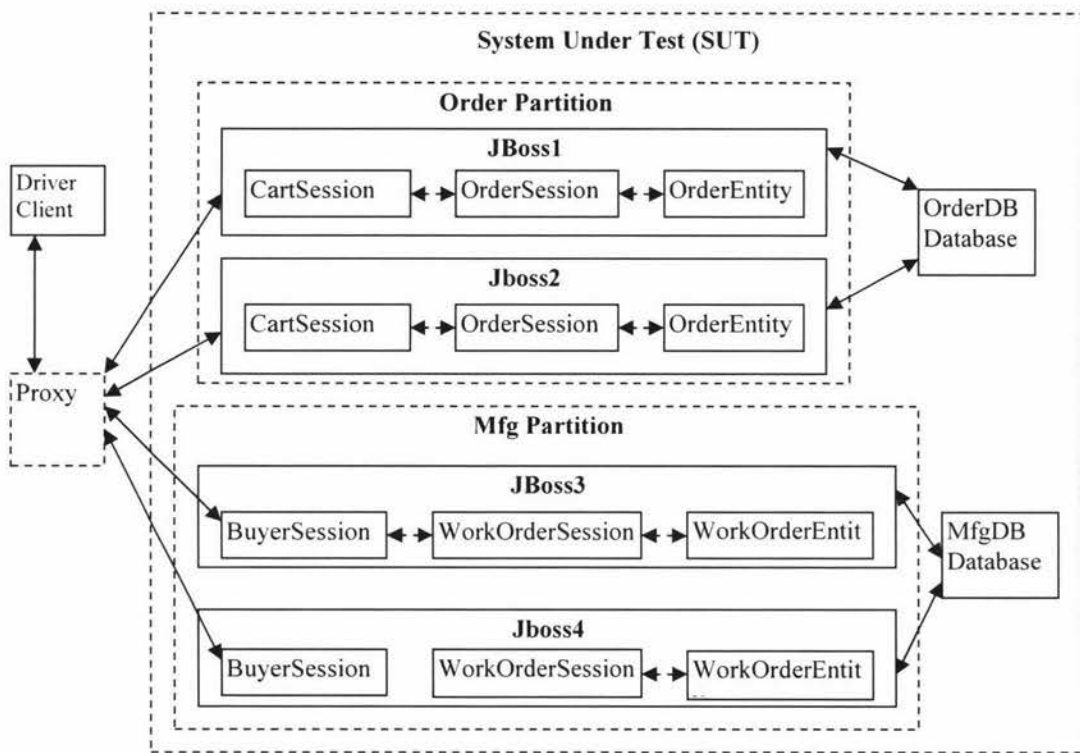 System Under Test (SUT)
Order Partition
JBoss1
CartSession
OrderSession
OrderEntity
Driver
Client
OrderDB
Database
Jboss2
CartSession
OrderSession
OrderEntity
Proxy
Mfg Partition
JBoss3
BuyerSession
WorkOrderSession
WorkOrderEntit
MfgDB
Database
Jboss4
BuyerSession
WorkOrderSession
WorkOrderEntit